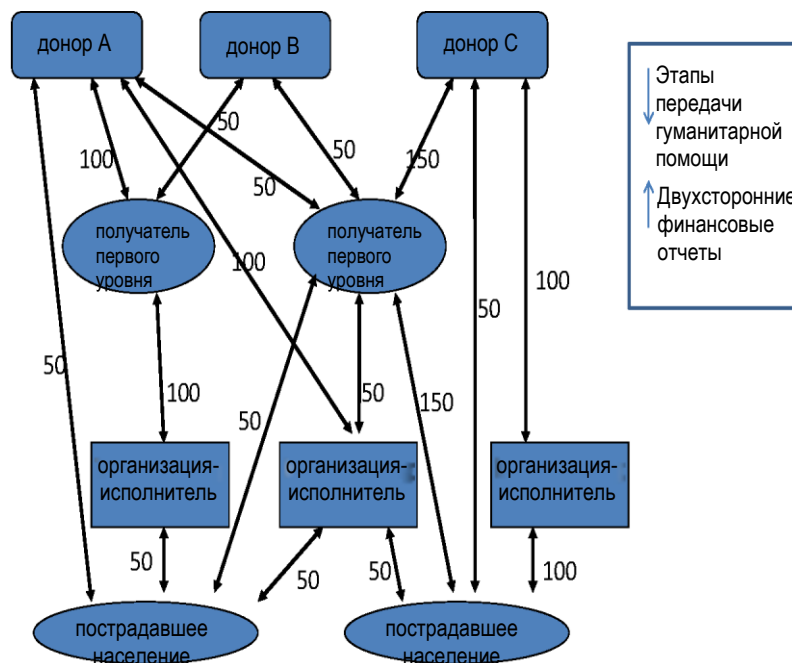 донор А
донор В
донор С
Этапы
передачи
гуманитарной
помощи
Двухсторонние
финансовые
отчеты
50
50
100
50
150
получатель
первого
уровня
получатель
первого
уровня
100
50
100
50
100
50
50
150
организация-
исполнитель
организация-
исполнитель
организация-
исполнитель
50
50
50
100
пострадавшее
население
пострадавшее
население